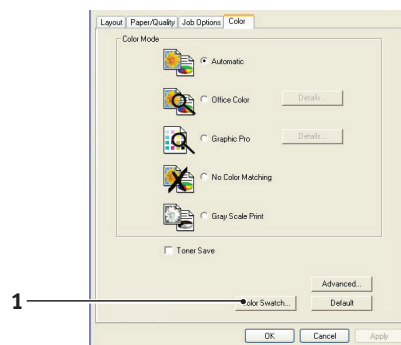 Layout Paper/Quality Job Options Color
Color Mode
Automatic
Office Color Details...
Graphic Pro Details...
No Color Matching
Gray Scale Print
Toner Save
Advanced...
1 Color Swatch... Default
OK Cancel Apply